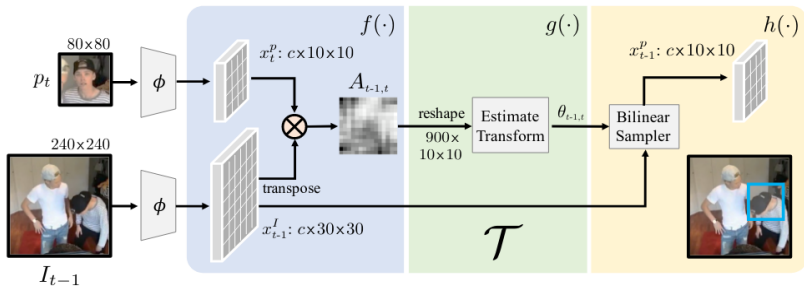 f(·)
g(·)
h(·)
80×80
p_t
ϕ
x_t^p: c×10×10
A_{t-1,t}
x_{t-1}^p: c×10×10
reshape
900×
10×10
Estimate
Transform
θ_{t-1,t}
Bilinear
Sampler
240×240
ϕ
transpose
x_{t-1}^I: c×30×30
𝒯
I_{t−1}